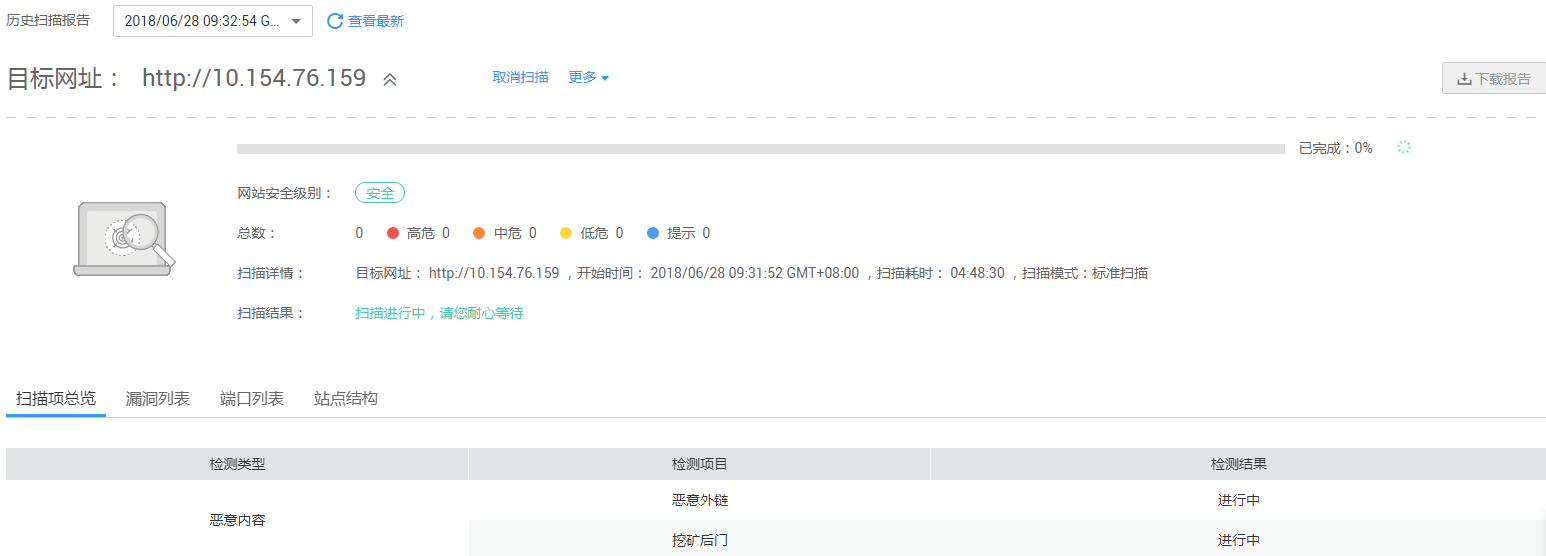 历史扫描报告 2018/06/28 09:32:54 G... 查看最新
目标网址： http://10.154.76.159 取消扫描 更多 下载报告
已完成：0%
网站安全级别： 安全
总数： 0 高危 0 中危 0 低危 0 提示 0
扫描详情： 目标网址： http://10.154.76.159 ，开始时间： 2018/06/28 09:31:52 GMT+08:00 ，扫描耗时： 04:48:30 ，扫描模式：标准扫描
扫描结果： 扫描进行中，请您耐心等待
扫描项总览 漏洞列表 端口列表 站点结构
检测类型 检测项目 检测结果
恶意内容 恶意外链 进行中
挖矿后门 进行中